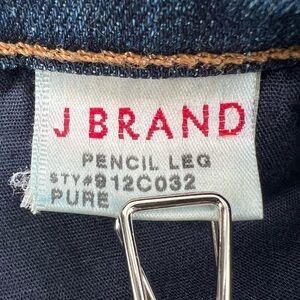 J BRAND
PENCIL LEG
STY#912C032
PURE